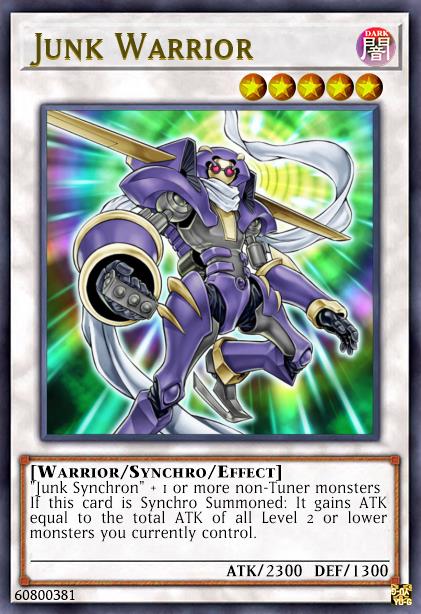 Junk Warrior
DARK
闇
[Warrior/Synchro/Effect]
"Junk Synchron" + 1 or more non-Tuner monsters
If this card is Synchro Summoned: It gains ATK
equal to the total ATK of all Level 2 or lower
monsters you currently control.
ATK/2300 DEF/1300
60800381